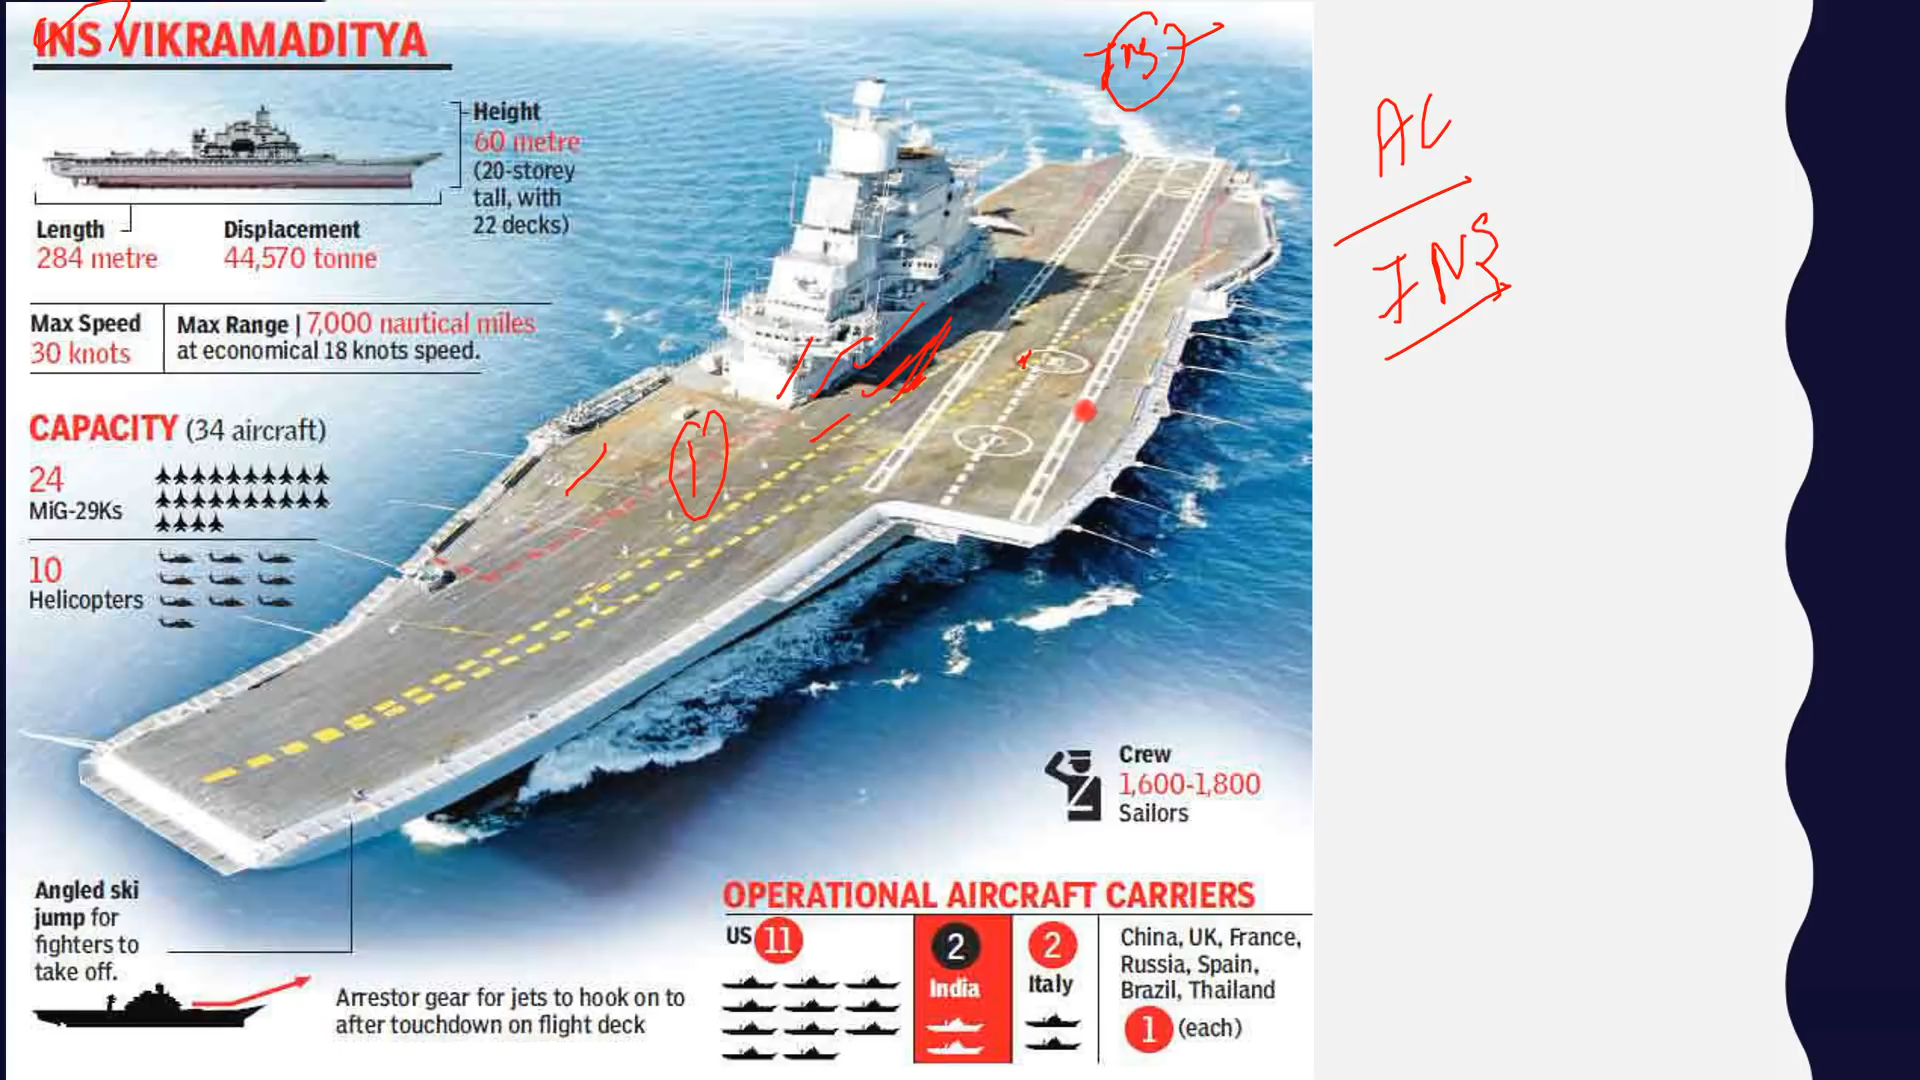 INS VIKRAMADITYA
Height
60 metre
(20-storey
tall, with
22 decks)
Length
284 metre
Displacement
44,570 tonne
Max Speed
30 knots
Max Range | 7,000 nautical miles
at economical 18 knots speed.
CAPACITY (34 aircraft)
24
MiG-29Ks
10
Helicopters
Angled ski
jump for
fighters to
take off.
Arrestor gear for jets to hook on to
after touchdown on flight deck
Crew
1,600-1,800
Sailors
OPERATIONAL AIRCRAFT CARRIERS
US 11
2
India
2
Italy
China, UK, France,
Russia, Spain,
Brazil, Thailand
1 (each)
INS
AC
INS